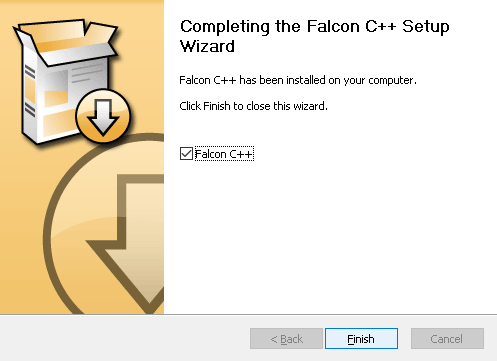 Completing the Falcon C++ Setup
Wizard
Falcon C++ has been installed on your computer.
Click Finish to close this wizard.
Falcon C++
< Back
Finish
Cancel